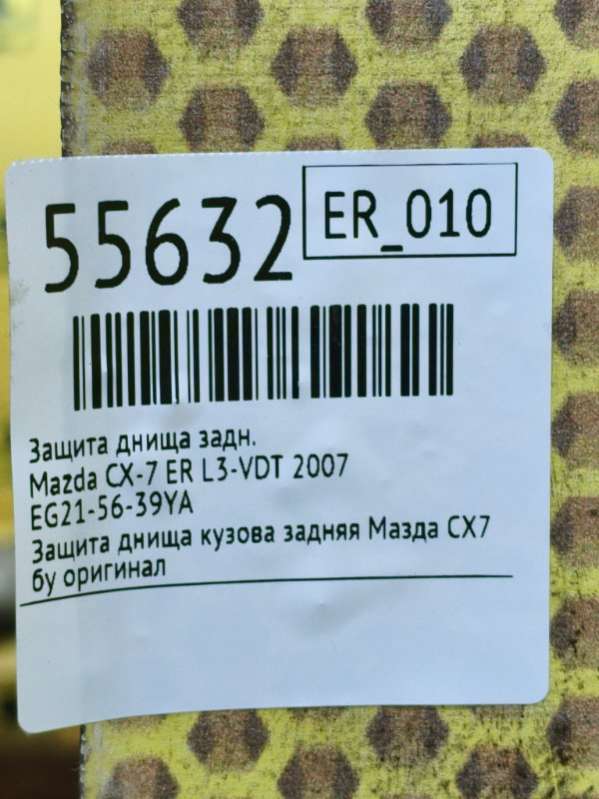 55632
ER_010
Защита днища задн.
Mazda CX-7 ER L3-VDT 2007
EG21-56-39YA
Защита днища кузова задняя Мазда CX7
бу оригинал